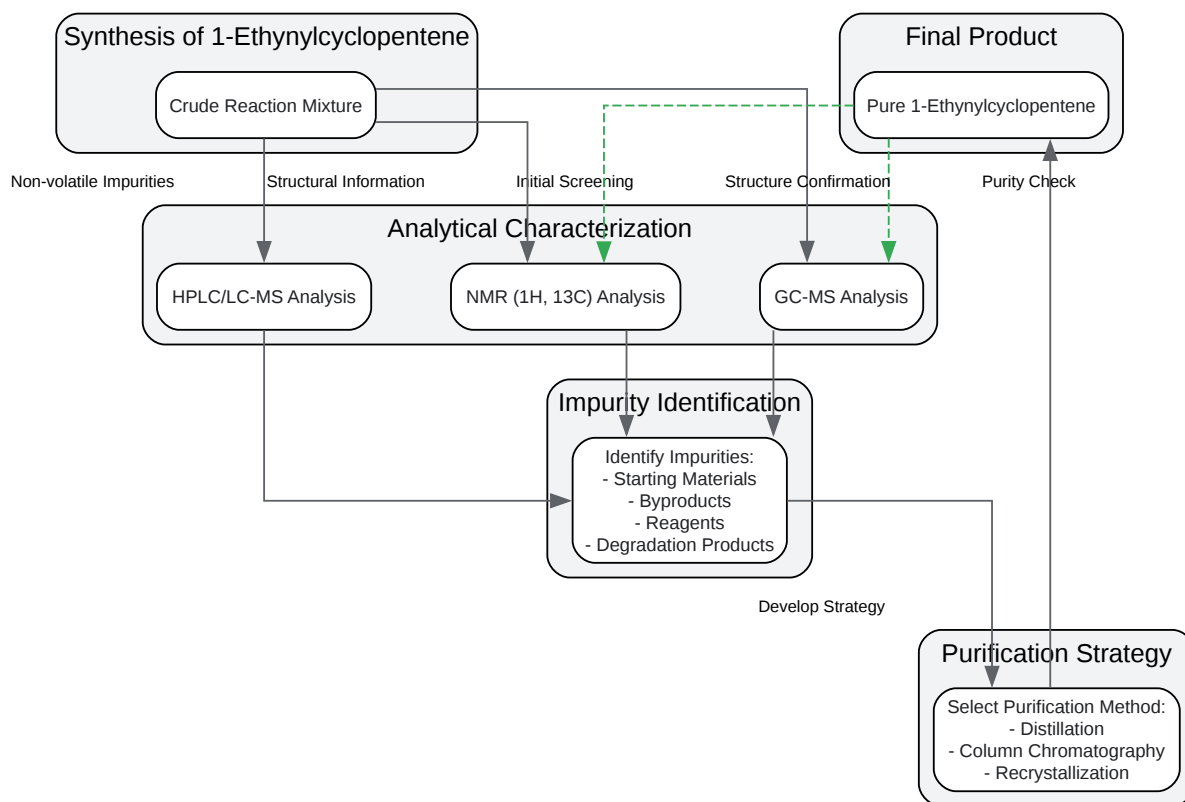 Synthesis of 1-Ethynylcyclopentene
Crude Reaction Mixture
Final Product
Pure 1-Ethynylcyclopentene
Non-volatile Impurities
Structural Information
Initial Screening
Structure Confirmation
Purity Check
Analytical Characterization
HPLC/LC-MS Analysis
NMR (1H, 13C) Analysis
GC-MS Analysis
Impurity Identification
Identify Impurities:
- Starting Materials
- Byproducts
- Reagents
- Degradation Products
Develop Strategy
Purification Strategy
Select Purification Method:
- Distillation
- Column Chromatography
- Recrystallization